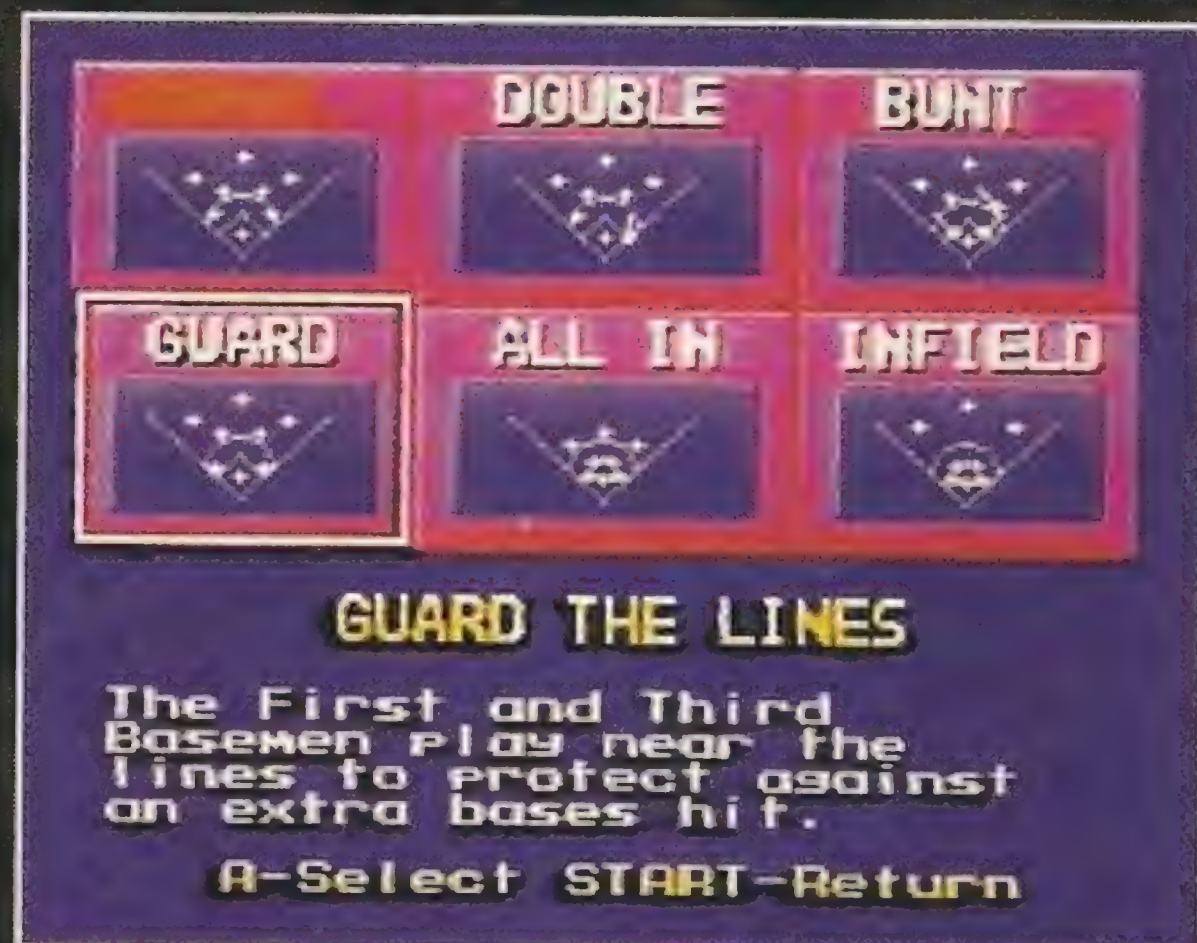 DOUBLE BUNT
GUARD ALL IN INFIELD
GUARD THE LINES
The First and Third
Basemen play near the
lines to protect against
an extra bases hit.
A-Select START-Return